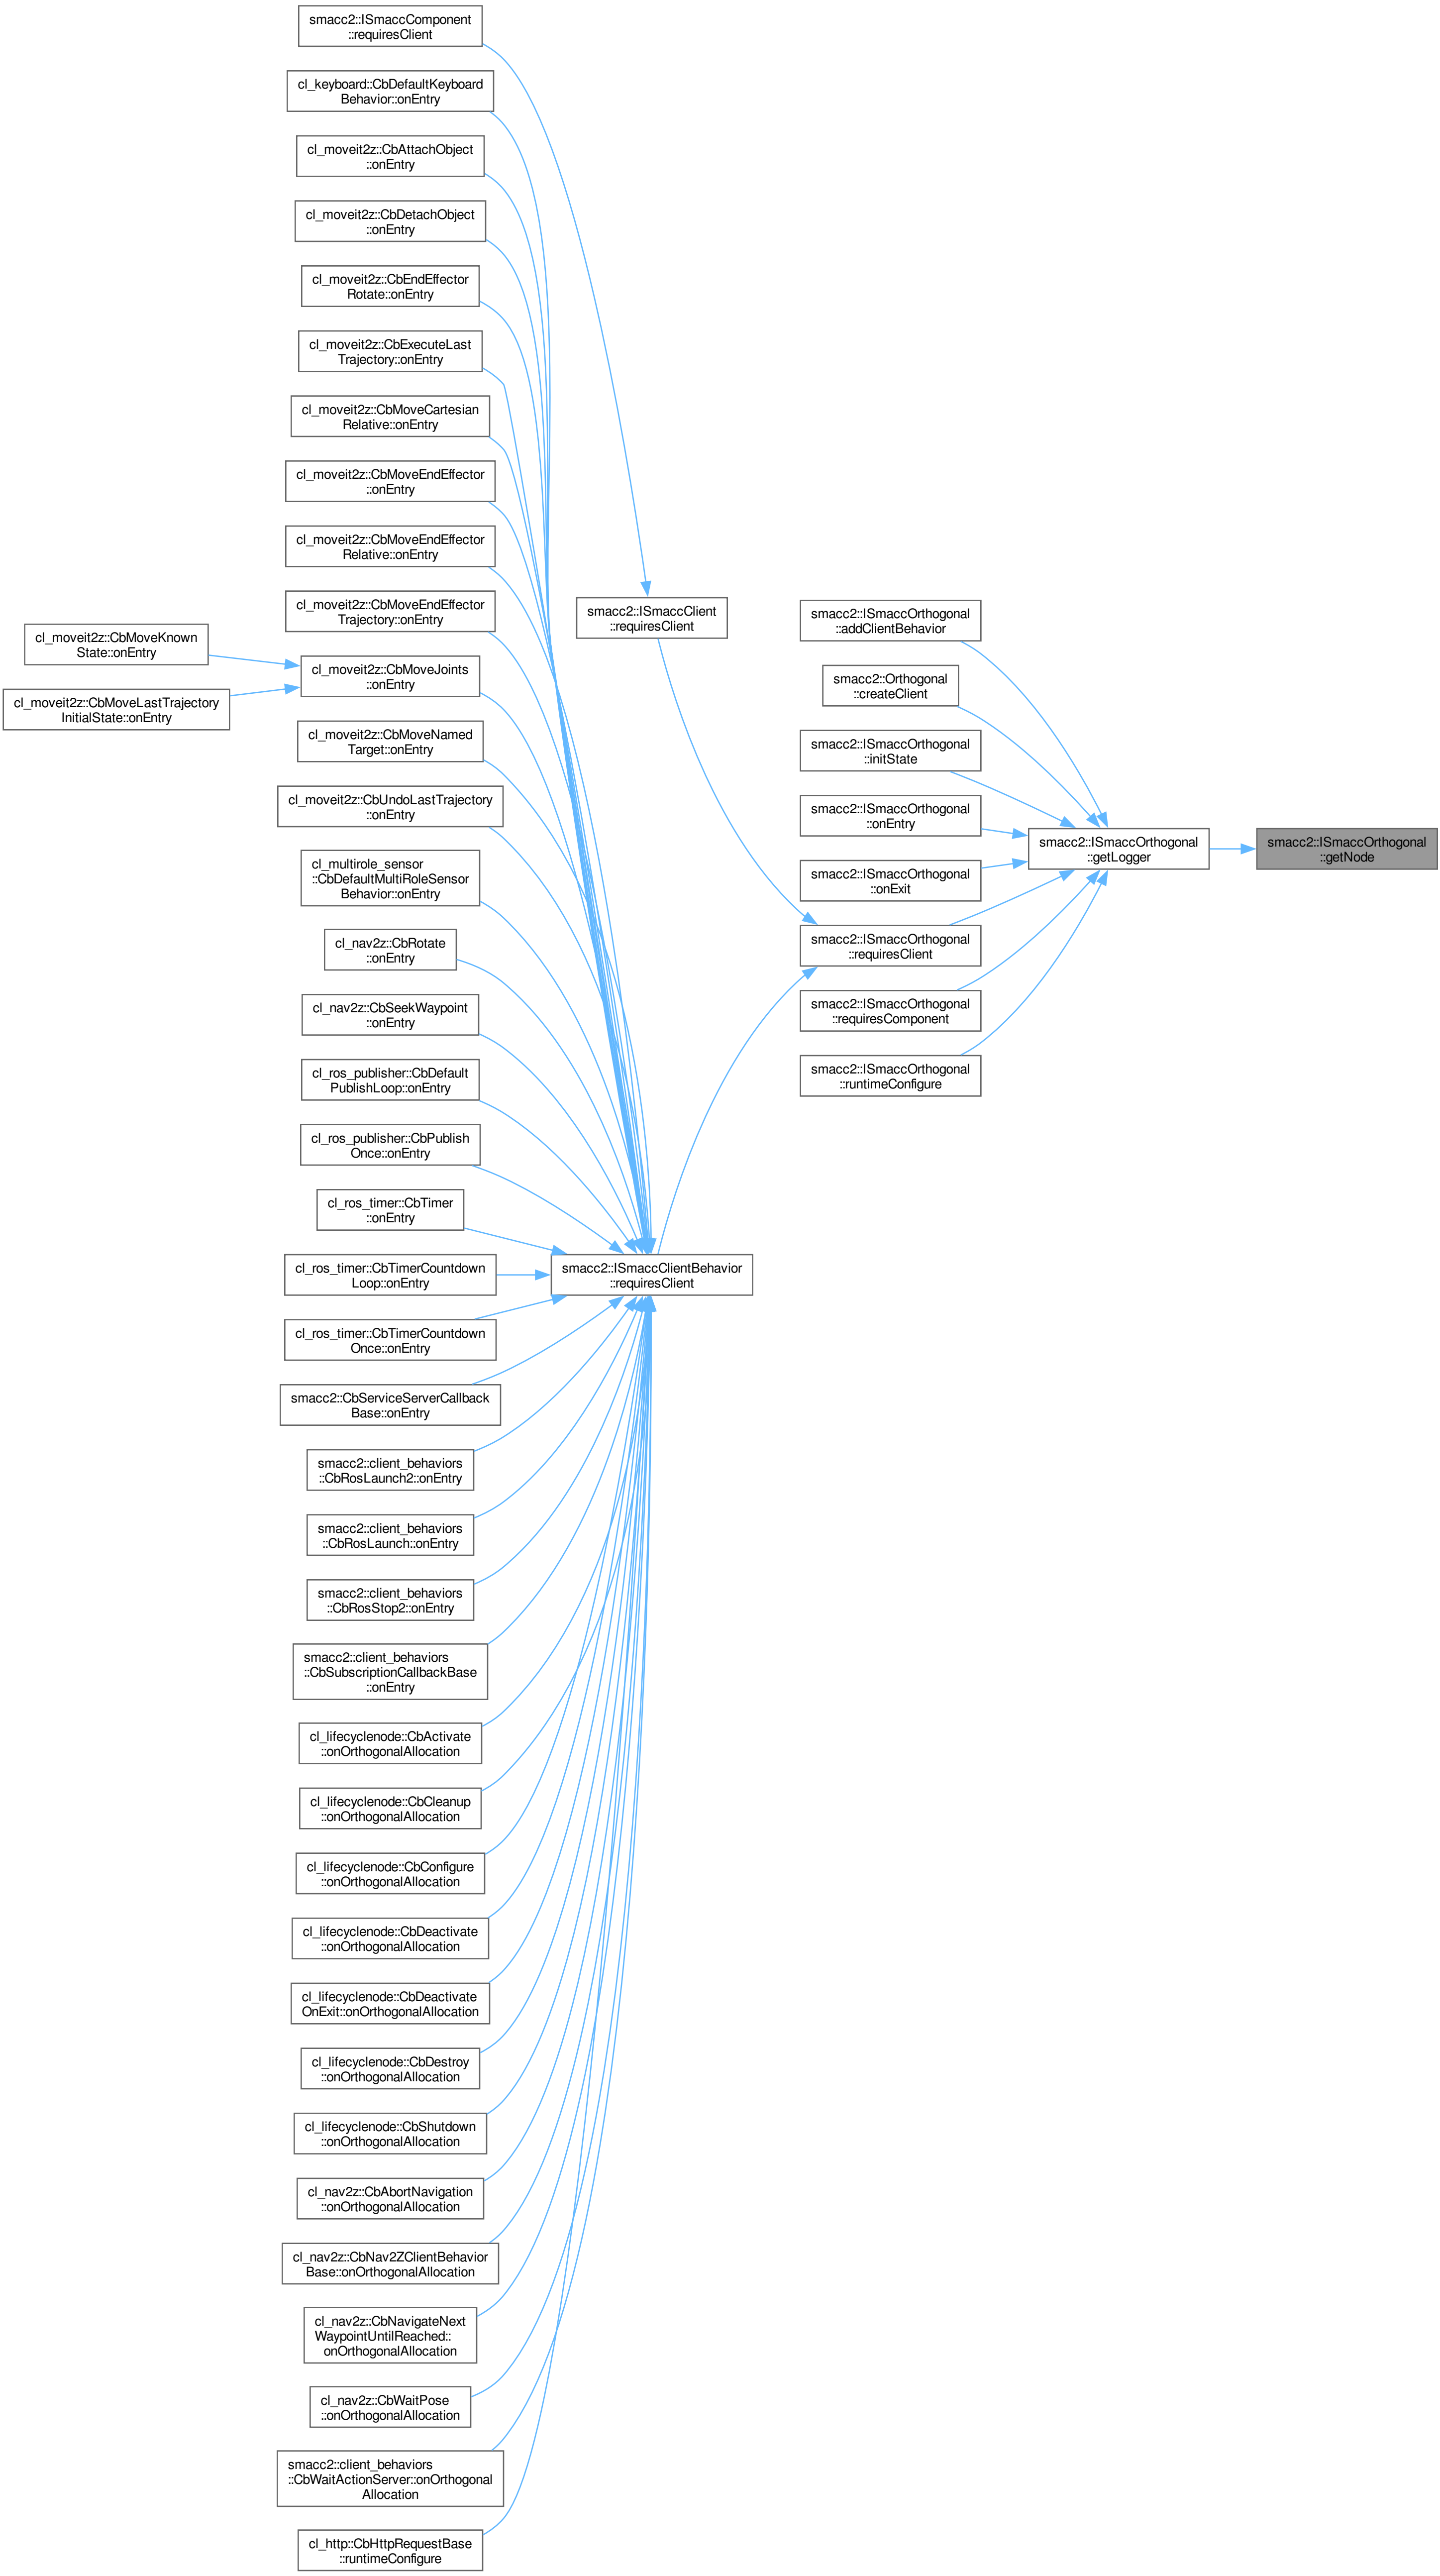 smacc2::ISmaccComponent
::requiresClient
cl_keyboard::CbDefaultKeyboard
Behavior::onEntry
cl_moveit2z::CbAttachObject
::onEntry
cl_moveit2z::CbDetachObject
::onEntry
cl_moveit2z::CbEndEffector
Rotate::onEntry
cl_moveit2z::CbExecuteLast
Trajectory::onEntry
cl_moveit2z::CbMoveCartesian
Relative::onEntry
cl_moveit2z::CbMoveEndEffector
::onEntry
cl_moveit2z::CbMoveEndEffector
Relative::onEntry
cl_moveit2z::CbMoveEndEffector
Trajectory::onEntry
cl_moveit2z::CbMoveKnown
State::onEntry
cl_moveit2z::CbMoveLastTrajectory
InitialState::onEntry
cl_moveit2z::CbMoveJoints
::onEntry
cl_moveit2z::CbMoveNamed
Target::onEntry
cl_moveit2z::CbUndoLastTrajectory
::onEntry
cl_multirole_sensor
::CbDefaultMultiRoleSensor
Behavior::onEntry
cl_nav2z::CbRotate
::onEntry
cl_nav2z::CbSeekWaypoint
::onEntry
cl_ros_publisher::CbDefault
PublishLoop::onEntry
cl_ros_publisher::CbPublish
Once::onEntry
cl_ros_timer::CbTimer
::onEntry
cl_ros_timer::CbTimerCountdown
Loop::onEntry
cl_ros_timer::CbTimerCountdown
Once::onEntry
smacc2::CbServiceServerCallback
Base::onEntry
smacc2::client_behaviors
::CbRosLaunch2::onEntry
smacc2::client_behaviors
::CbRosLaunch::onEntry
smacc2::client_behaviors
::CbRosStop2::onEntry
smacc2::client_behaviors
::CbSubscriptionCallbackBase
::onEntry
cl_lifecyclenode::CbActivate
::onOrthogonalAllocation
cl_lifecyclenode::CbCleanup
::onOrthogonalAllocation
cl_lifecyclenode::CbConfigure
::onOrthogonalAllocation
cl_lifecyclenode::CbDeactivate
::onOrthogonalAllocation
cl_lifecyclenode::CbDeactivate
OnExit::onOrthogonalAllocation
cl_lifecyclenode::CbDestroy
::onOrthogonalAllocation
cl_lifecyclenode::CbShutdown
::onOrthogonalAllocation
cl_nav2z::CbAbortNavigation
::onOrthogonalAllocation
cl_nav2z::CbNav2ZClientBehavior
Base::onOrthogonalAllocation
cl_nav2z::CbNavigateNext
WaypointUntilReached::
onOrthogonalAllocation
cl_nav2z::CbWaitPose
::onOrthogonalAllocation
smacc2::client_behaviors
::CbWaitActionServer::onOrthogonal
Allocation
cl_http::CbHttpRequestBase
::runtimeConfigure
smacc2::ISmaccClient
::requiresClient
smacc2::ISmaccClientBehavior
::requiresClient
smacc2::ISmaccOrthogonal
::addClientBehavior
smacc2::Orthogonal
::createClient
smacc2::ISmaccOrthogonal
::initState
smacc2::ISmaccOrthogonal
::onEntry
smacc2::ISmaccOrthogonal
::onExit
smacc2::ISmaccOrthogonal
::requiresClient
smacc2::ISmaccOrthogonal
::requiresComponent
smacc2::ISmaccOrthogonal
::runtimeConfigure
smacc2::ISmaccOrthogonal
::getLogger
smacc2::ISmaccOrthogonal
::getNode